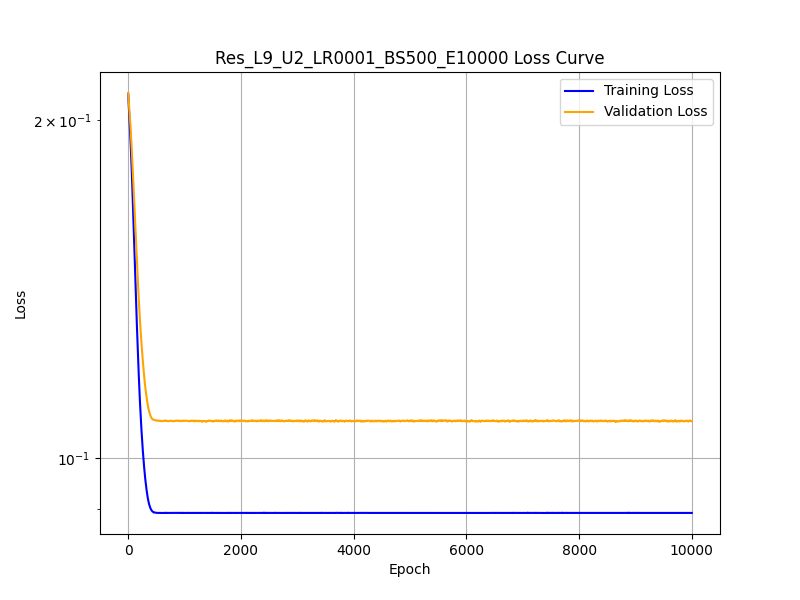 Res_L9_U2_LR0001_BS500_E10000 Loss Curve
Training Loss
Validation Loss
2 × 10⁻¹
10⁻¹
Loss
0 2000 4000 6000 8000 10000
Epoch